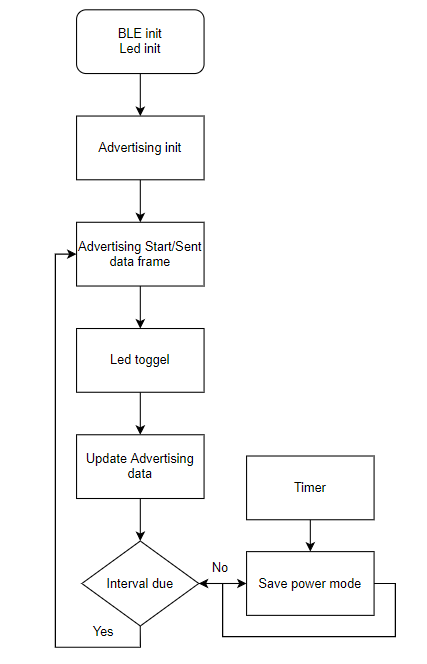 BLE init
Led init
Advertising init
Advertising Start/Sent
data frame
Led toggel
Update Advertising
data
Timer
Interval due
No
Save power mode
Yes